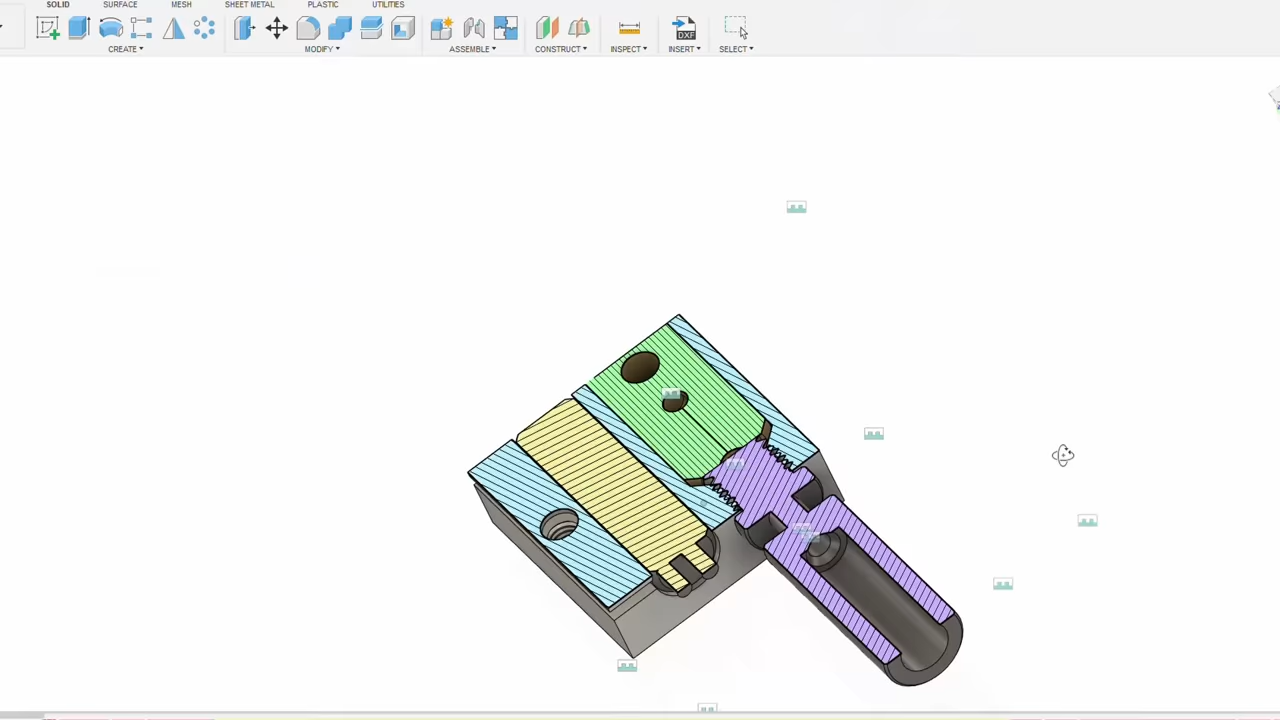 SOLID SURFACE MESH SHEET METAL PLASTIC UTILITIES
DXF
CREATE▾ MODIFY▾ ASSEMBLE▾ CONSTRUCT▾ INSPECT▾ INSERT▾ SELECT▾